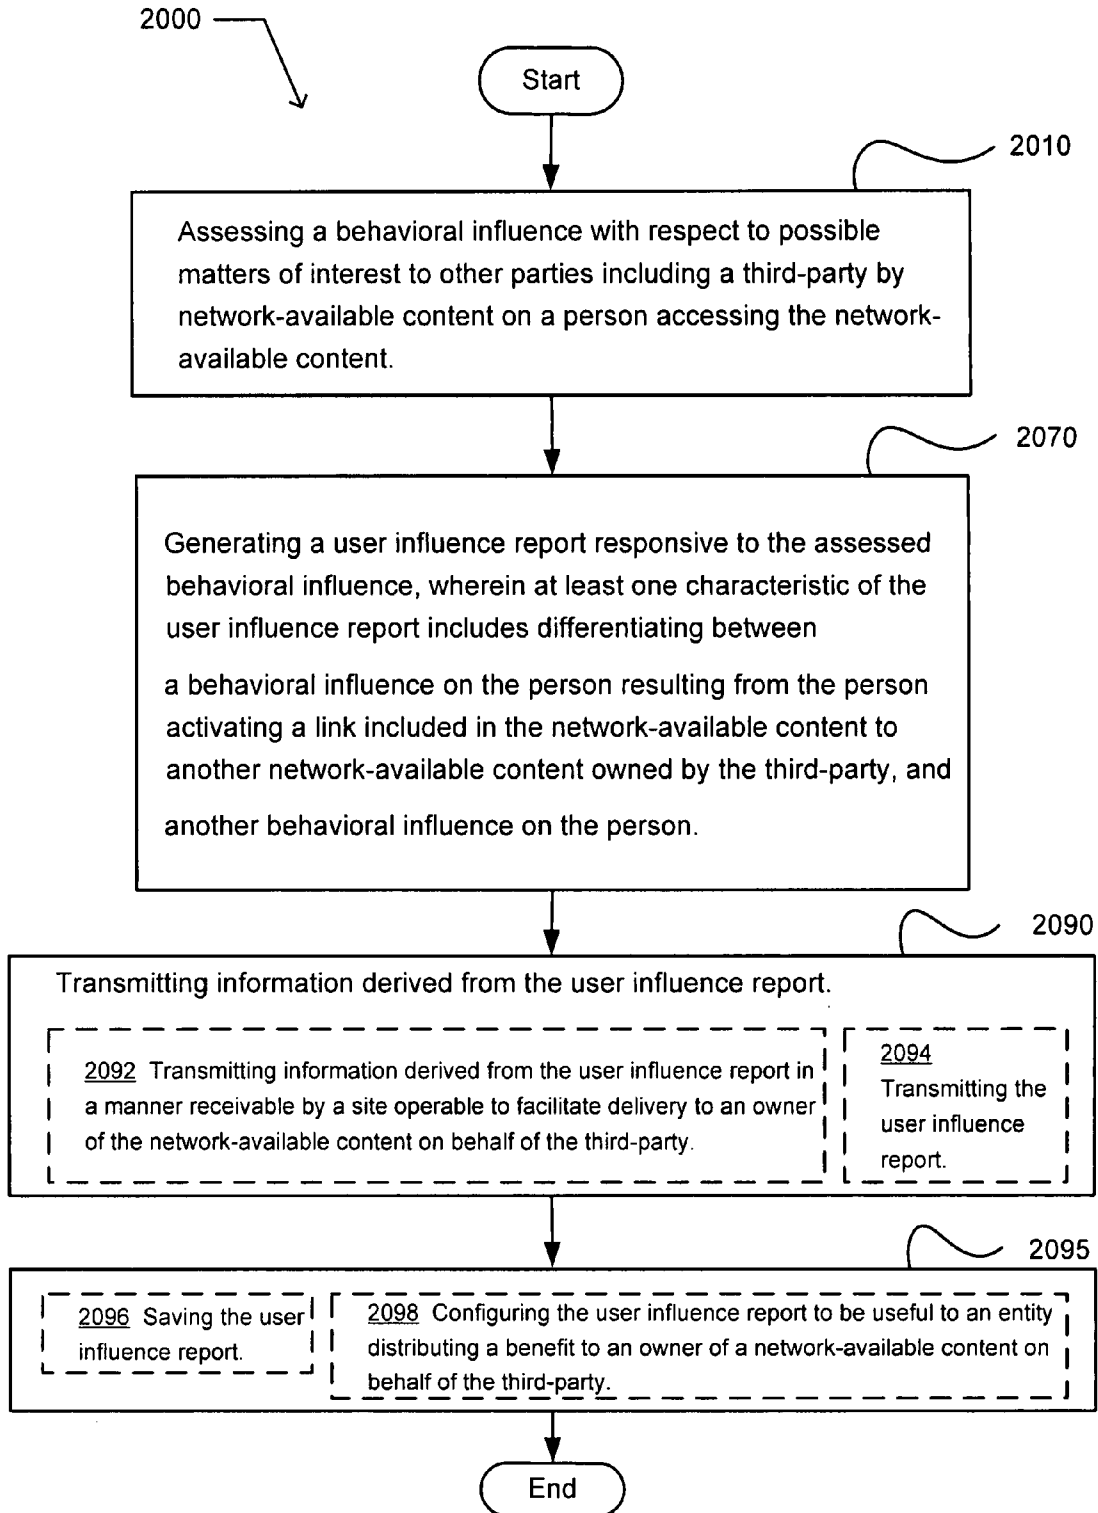 2000
Start
2010
Assessing a behavioral influence with respect to possible
matters of interest to other parties including a third-party by
network-available content on a person accessing the network-
available content.
2070
Generating a user influence report responsive to the assessed
behavioral influence, wherein at least one characteristic of the
user influence report includes differentiating between
a behavioral influence on the person resulting from the person
activating a link included in the network-available content to
another network-available content owned by the third-party, and
another behavioral influence on the person.
2090
Transmitting information derived from the user influence report.
2092 Transmitting information derived from the user influence report in
a manner receivable by a site operable to facilitate delivery to an owner
of the network-available content on behalf of the third-party.
2094
Transmitting the
user influence
report.
2095
2096 Saving the user
influence report.
2098 Configuring the user influence report to be useful to an entity
distributing a benefit to an owner of a network-available content on
behalf of the third-party.
End